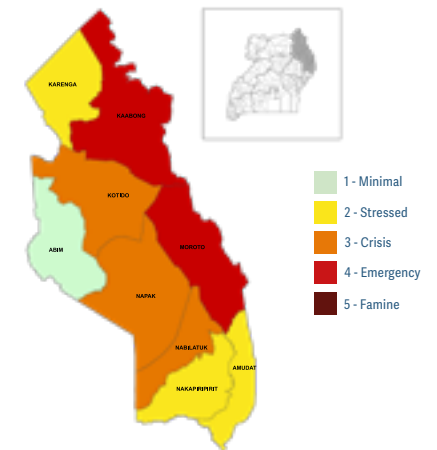 KARENGA
KAABONG
1 - Minimal
KOTIDO
2 - Stressed
3 - Crisis
ABIM
MOROTO
4 - Emergency
NAPAK
5 - Famine
NABILATUK
AMUDAT
NAKAPIRIPIRIT